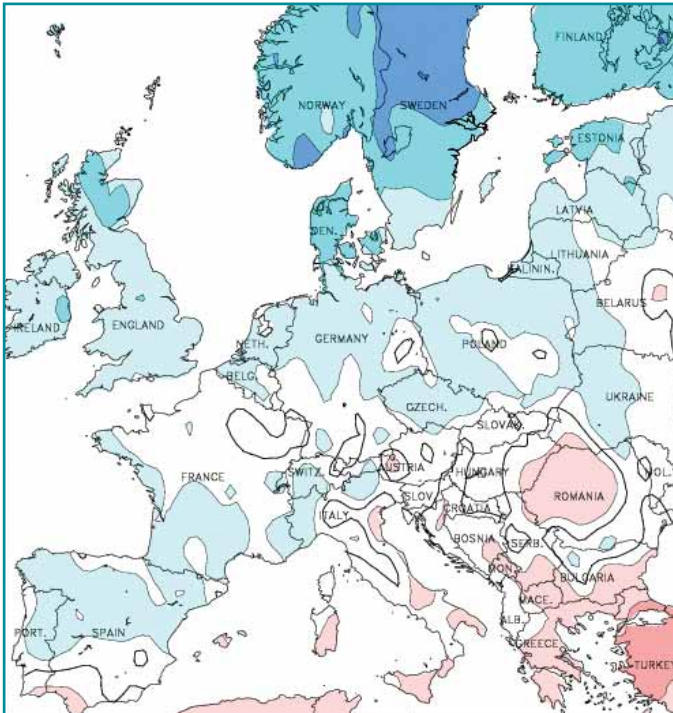 FINLAND
NORWAY
SWEDEN
ESTONIA
LATVIA
DEN.
LITHUANIA
KALININ.
BELARUS
IRELAND
ENGLAND
NETH.
GERMANY
POLAND
BELG.
UKRAINE
CZECH.
SLOVAK.
FRANCE
SWITZ.
AUSTRIA
HUNGARY
MOL.
ROMANIA
SLOV.
CROATIA
ITALY
BOSNIA
SERB.
MON.
BULGARIA
MACE.
ALB.
PORT.
SPAIN
GREECE
TURKEY